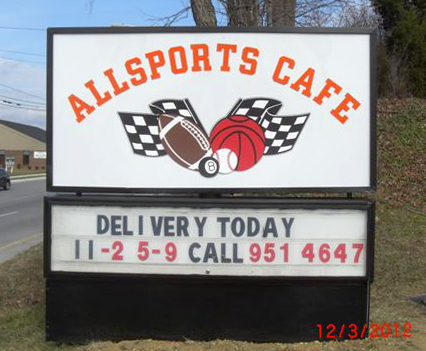 ALLSPORTS CAFE
8
DELIVERY TODAY
11-2 5-9 CALL 951 4647
12/3/2012